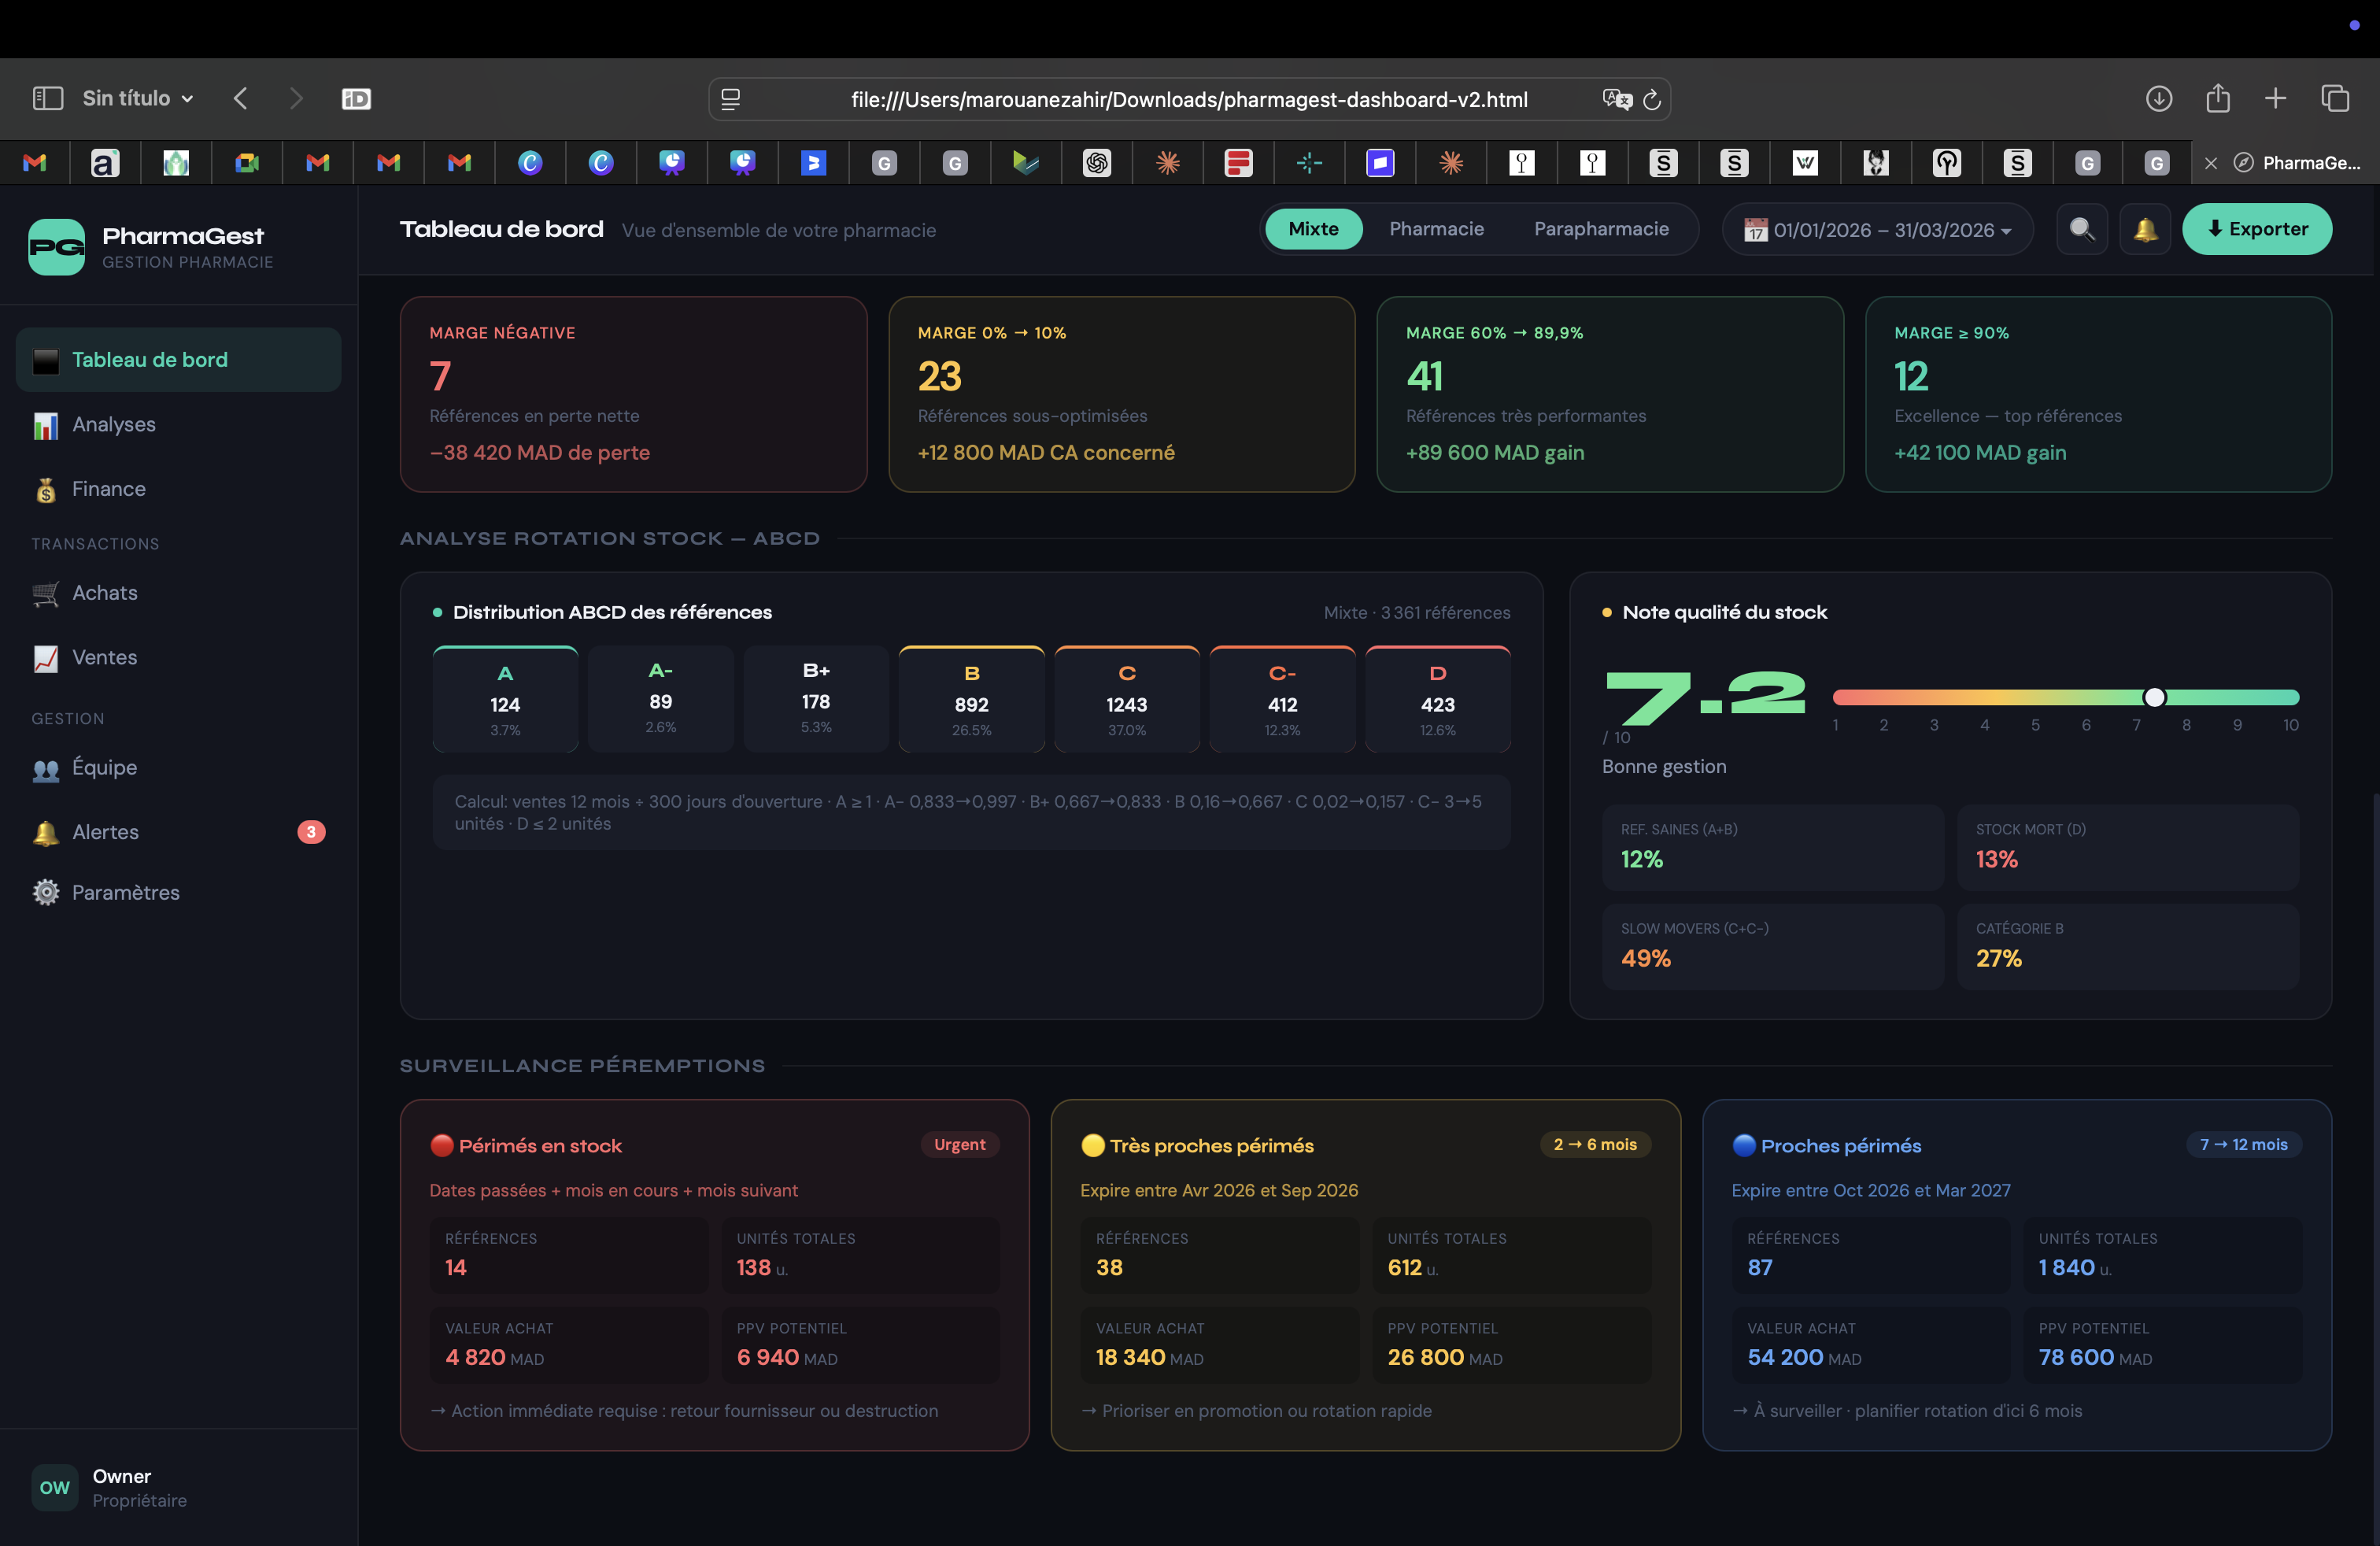 Sin título
iD
file:///Users/marouanezahir/Downloads/pharmagest-dashboard-v2.html
PharmaGe...
PG
PharmaGest
GESTION PHARMACIE
Tableau de bord
Analyses
Finance
TRANSACTIONS
Achats
Ventes
GESTION
Équipe
Alertes
3
Paramètres
OW
Owner
Propriétaire
Tableau de bord
Vue d'ensemble de votre pharmacie
Mixte
Pharmacie
Parapharmacie
17
01/01/2026 – 31/03/2026
Exporter
MARGE NÉGATIVE
7
Références en perte nette
−38 420 MAD de perte
MARGE 0% → 10%
23
Références sous-optimisées
+12 800 MAD CA concerné
MARGE 60% → 89,9%
41
Références très performantes
+89 600 MAD gain
MARGE ≥ 90%
12
Excellence — top références
+42 100 MAD gain
ANALYSE ROTATION STOCK — ABCD
Distribution ABCD des références
Mixte · 3 361 références
A
124
3.7%
A-
89
2.6%
B+
178
5.3%
B
892
26.5%
C
1243
37.0%
C-
412
12.3%
D
423
12.6%
Calcul: ventes 12 mois ÷ 300 jours d'ouverture · A ≥ 1 · A− 0,833→0,997 · B+ 0,667→0,833 · B 0,16→0,667 · C 0,02→0,157 · C− 3→5
unités · D ≤ 2 unités
Note qualité du stock
7.2
/ 10
Bonne gestion
1 2 3 4 5 6 7 8 9 10
REF. SAINES (A+B)
12%
STOCK MORT (D)
13%
SLOW MOVERS (C+C−)
49%
CATÉGORIE B
27%
SURVEILLANCE PÉREMPTIONS
Périmés en stock
Urgent
Dates passées + mois en cours + mois suivant
RÉFÉRENCES
14
UNITÉS TOTALES
138 u.
VALEUR ACHAT
4 820 MAD
PPV POTENTIEL
6 940 MAD
→ Action immédiate requise : retour fournisseur ou destruction
Très proches périmés
2 → 6 mois
Expire entre Avr 2026 et Sep 2026
RÉFÉRENCES
38
UNITÉS TOTALES
612 u.
VALEUR ACHAT
18 340 MAD
PPV POTENTIEL
26 800 MAD
→ Prioriser en promotion ou rotation rapide
Proches périmés
7 → 12 mois
Expire entre Oct 2026 et Mar 2027
RÉFÉRENCES
87
UNITÉS TOTALES
1 840 u.
VALEUR ACHAT
54 200 MAD
PPV POTENTIEL
78 600 MAD
→ À surveiller · planifier rotation d'ici 6 mois